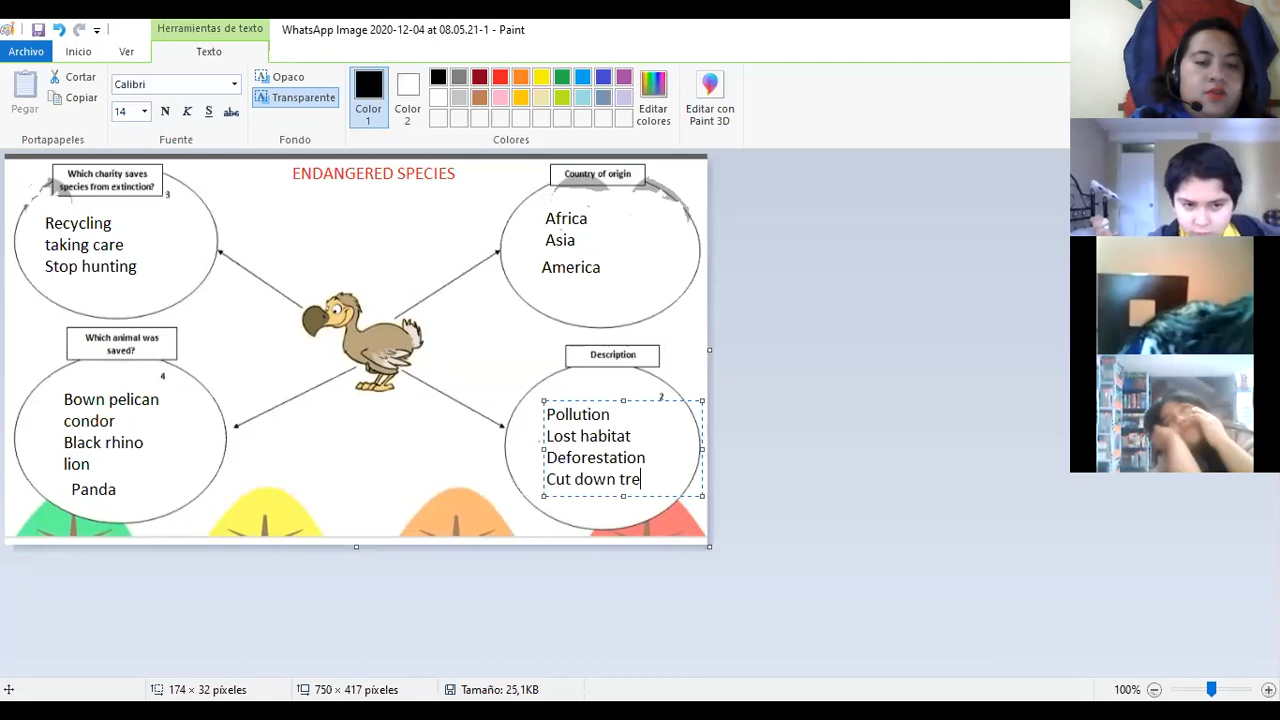 Herramientas de texto
WhatsApp Image 2020-12-04 at 08.05.21-1 - Paint
Archivo
Inicio
Ver
Texto
Pegar
Cortar
Copiar
Portapapeles
Calibri
14
N K S abc
Fuente
Opaco
Transparente
Fondo
Color 1
Color 2
Editar colores
Colores
Editar con Paint 3D
ENDANGERED SPECIES
Which charity saves
species from extinction?
3
Recycling
taking care
Stop hunting
Country of origin
Africa
Asia
America
Which animal was
saved?
4
Bown pelican
condor
Black rhino
lion
Panda
Description
2
Pollution
Lost habitat
Deforestation
Cut down tre
174 × 32 píxeles
750 × 417 píxeles
Tamaño: 25,1KB
100%